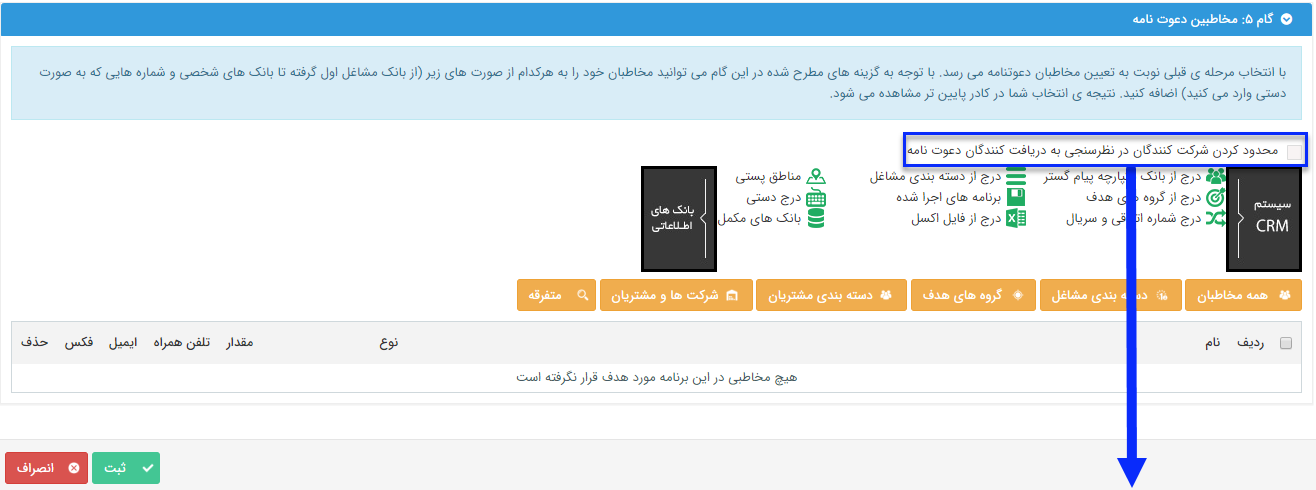 گام ۵: مخاطبین دعوت نامه
با انتخاب مرحله ی قبلی نوبت به تعیین مخاطبان دعوتنامه می رسد. با توجه به گزینه های مطرح شده در این گام می توانید مخاطبان خود را به هرکدام از صورت های زیر (از بانک مشاغل اول گرفته تا بانک های شخصی و شماره هایی که به صورت
دستی وارد می کنید) اضافه کنید. نتیجه ی انتخاب شما در کادر پایین تر مشاهده می شود.
محدود کردن شرکت کنندگان در نظرسنجی به دریافت کنندگان دعوت نامه
سیستم
CRM
درج از بانک پیام گستر
درج از گروه های هدف
درج شماره و سریال
درج از دسته بندی مشاغل
برنامه های اجرا شده
درج از فایل اکسل
مناطق پستی
درج دستی
بانک های مکمل
بانک های
اطلاعاتی
همه مخاطبان دسته بندی مشاغل گروه های هدف دسته بندی مشتریان شرکت ها و مشتریان متفرقه
ردیف نام نوع مقدار تلفن همراه ایمیل فکس حذف
هیچ مخاطبی در این برنامه مورد هدف قرار نگرفته است
ثبت انصراف